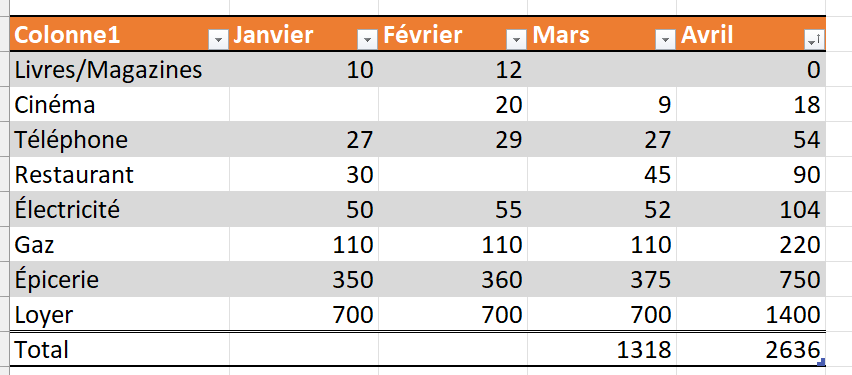 Colonne1 Janvier Février Mars Avril
Livres/Magazines 10 12 0
Cinéma 20 9 18
Téléphone 27 29 27 54
Restaurant 30 45 90
Électricité 50 55 52 104
Gaz 110 110 110 220
Épicerie 350 360 375 750
Loyer 700 700 700 1400
Total 1318 2636